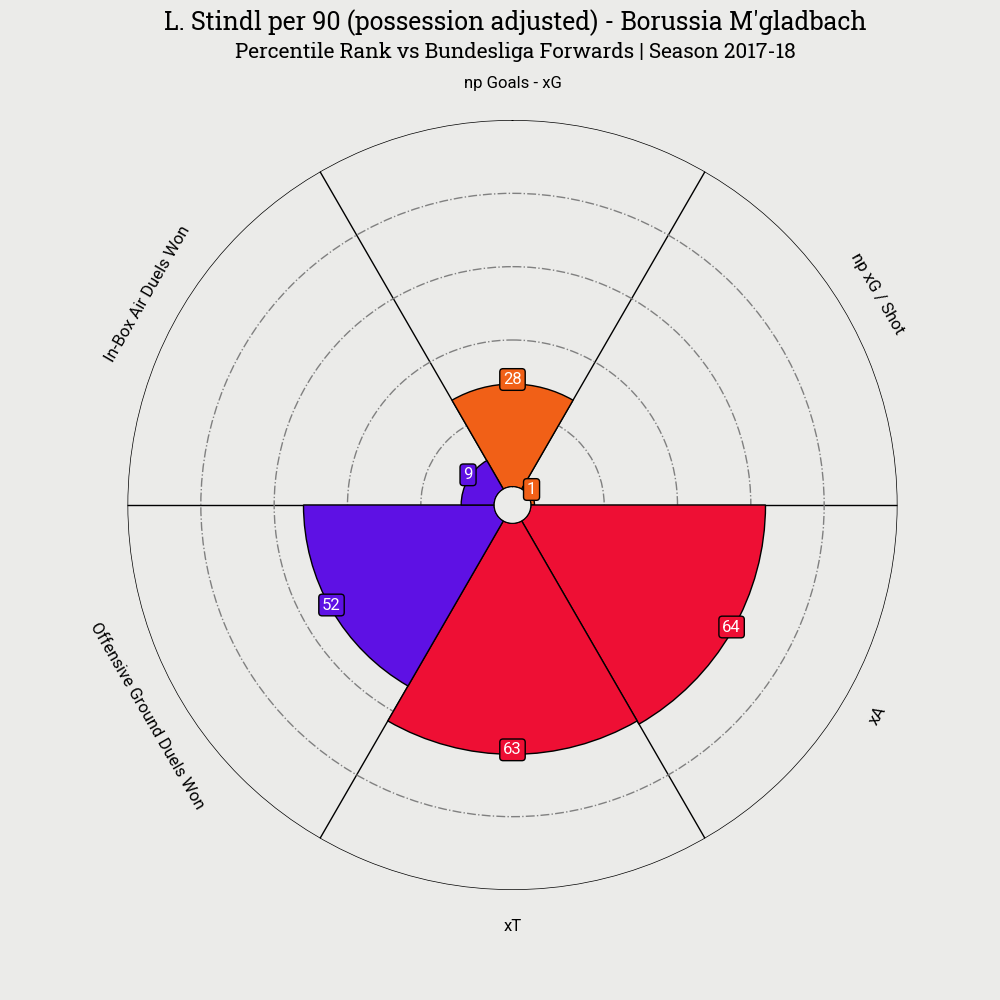 L. Stindl per 90 (possession adjusted) - Borussia M'gladbach
Percentile Rank vs Bundesliga Forwards | Season 2017-18
np Goals - xG
In-Box Air Duels Won
np xG / Shot
28
9
1
52
64
63
Offensive Ground Duels Won
xA
xT